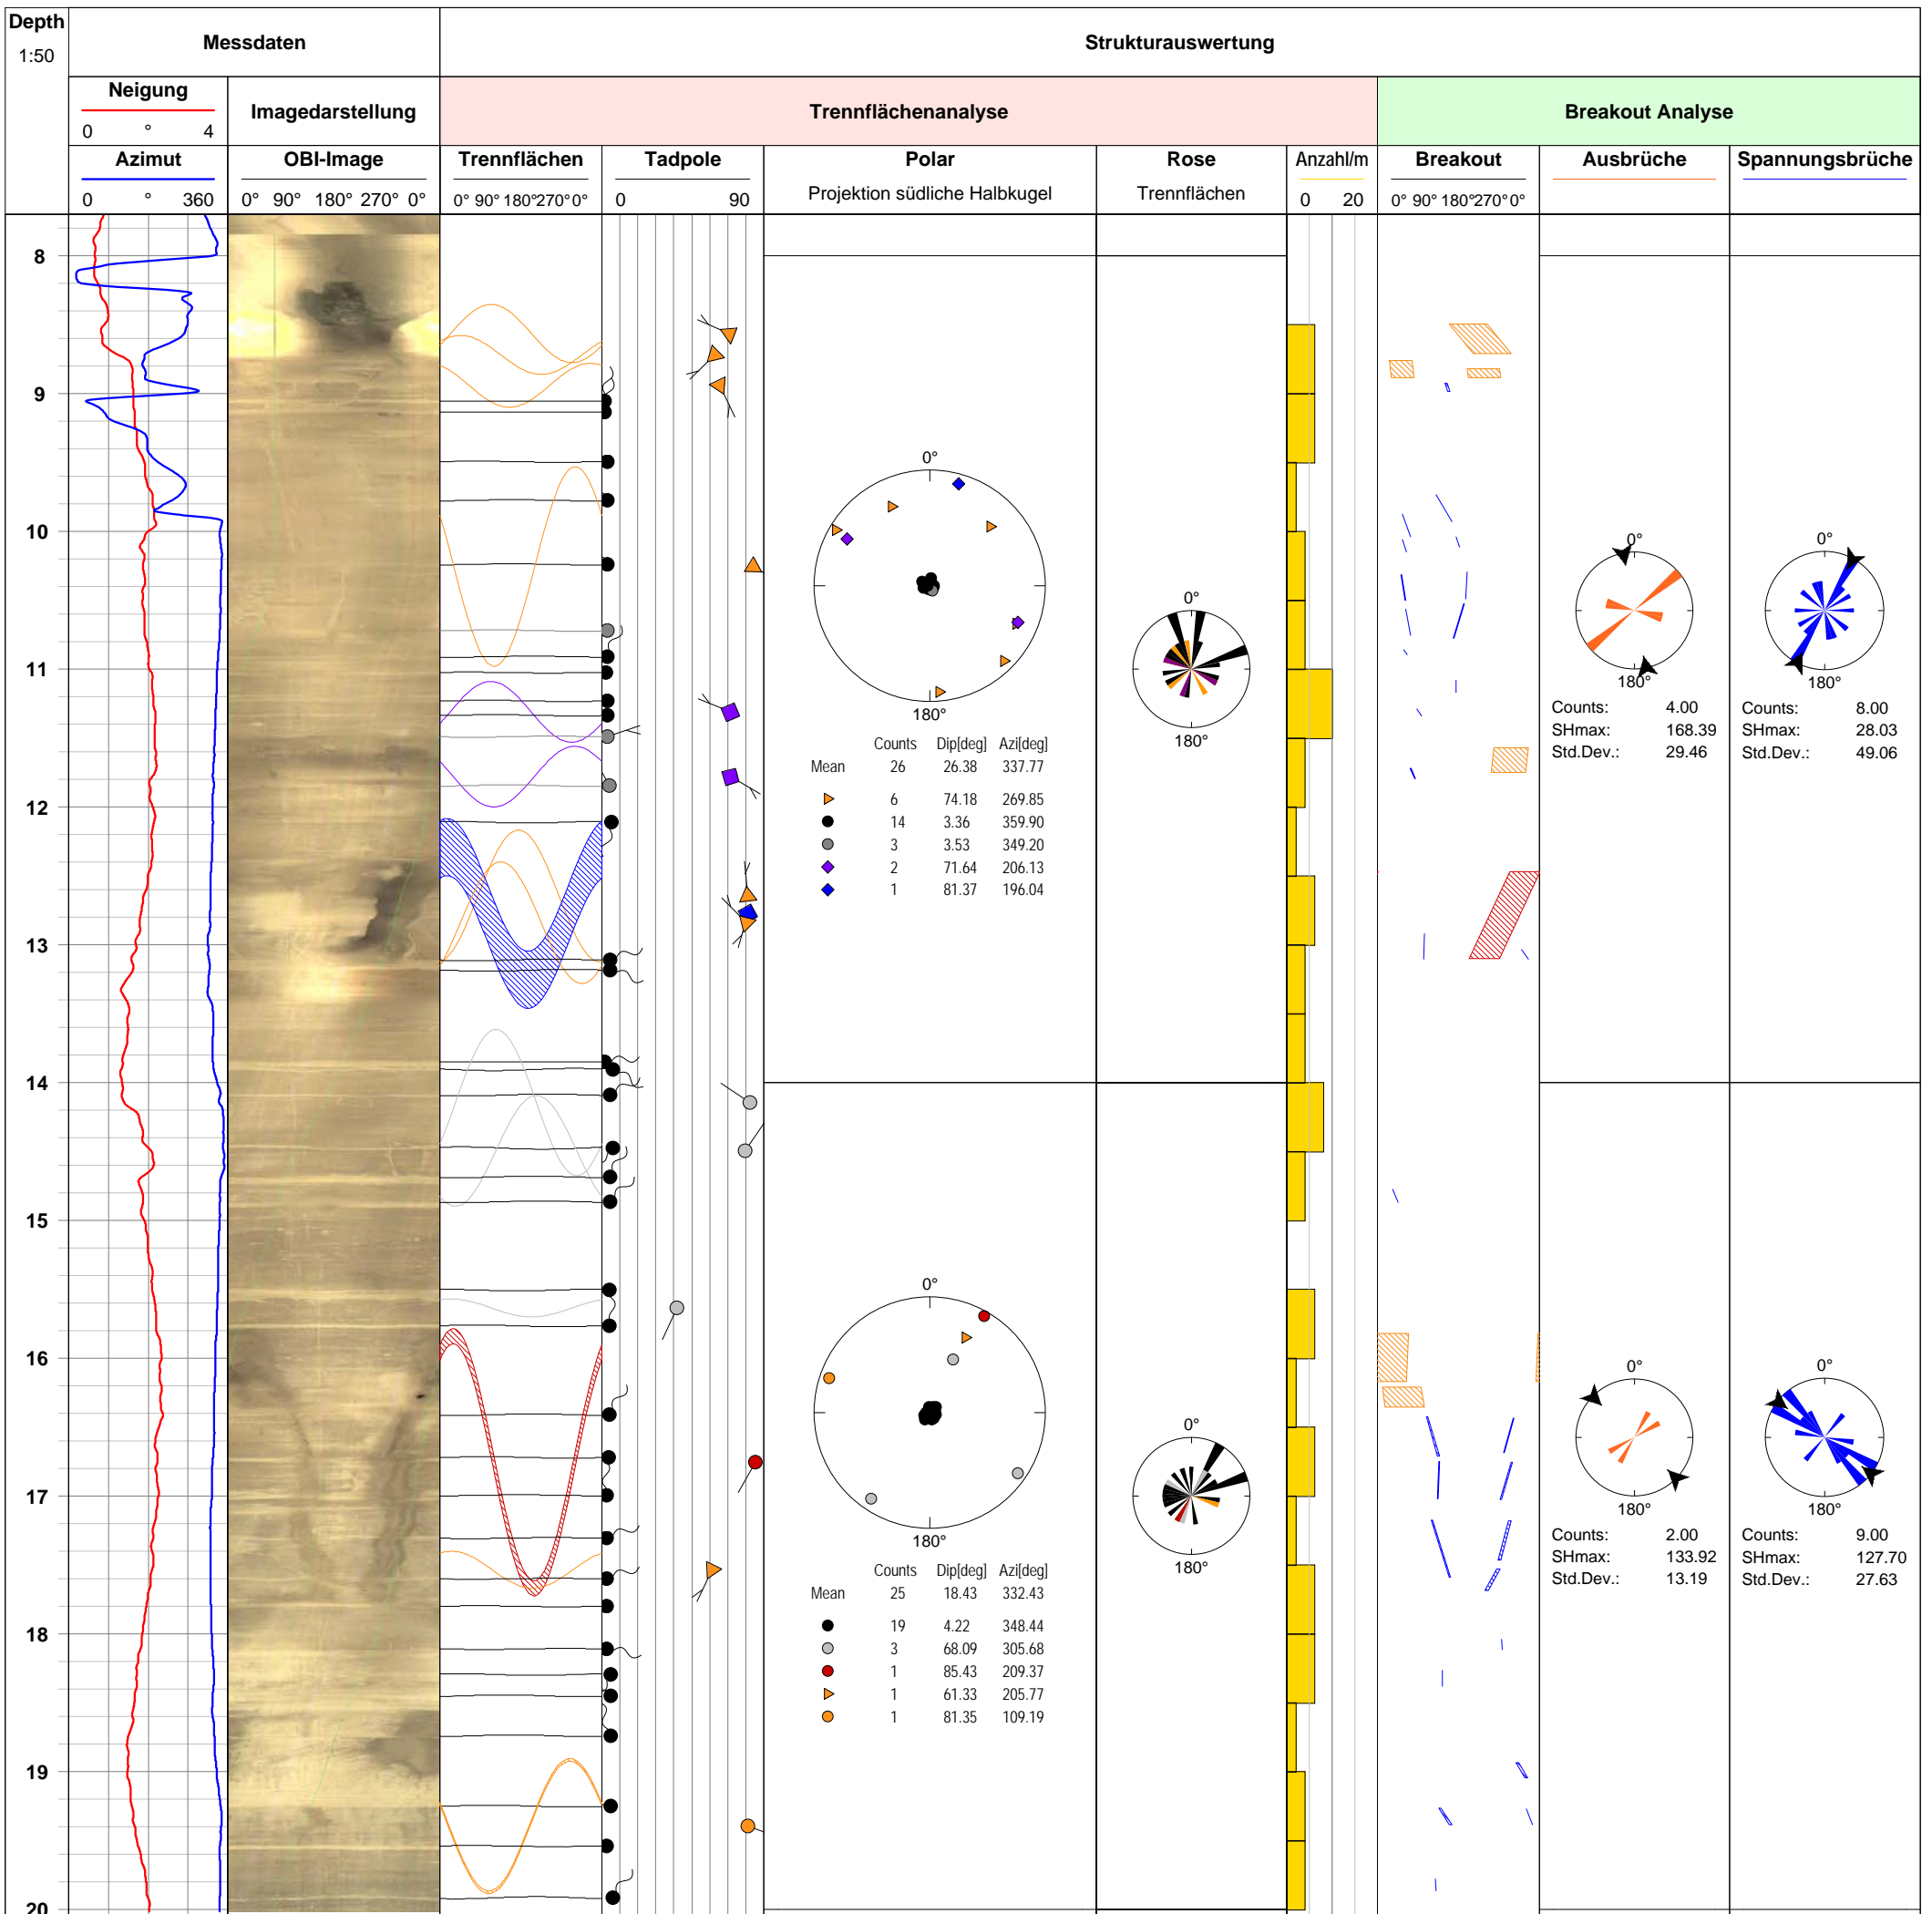 Depth
1:50
Messdaten
Strukturauswertung
Neigung
0 ° 4
Imagedarstellung
Trennflächenanalyse
Breakout Analyse
Azimut
0 ° 360
OBI-Image
0° 90° 180° 270° 0°
Trennflächen
0° 90° 180° 270° 0°
Tadpole
0 90
Polar
Projektion südliche Halbkugel
Rose
Trennflächen
Anzahl/m
0 20
Breakout
0° 90° 180° 270° 0°
Ausbrüche
Spannungsbrüche
8
9
10
11
12
13
14
15
16
17
18
19
20
0°
180°
Counts Dip[deg] Azi[deg]
Mean 26 26.38 337.77
6 74.18 269.85
14 3.36 359.90
3 3.53 349.20
2 71.64 206.13
1 81.37 196.04
0°
180°
0°
180°
Counts: 4.00
SHmax: 168.39
Std.Dev.: 29.46
0°
180°
Counts: 8.00
SHmax: 28.03
Std.Dev.: 49.06
0°
180°
Counts Dip[deg] Azi[deg]
Mean 25 18.43 332.43
19 4.22 348.44
3 68.09 305.68
1 85.43 209.37
1 61.33 205.77
1 81.35 109.19
0°
180°
0°
180°
Counts: 2.00
SHmax: 133.92
Std.Dev.: 13.19
0°
180°
Counts: 9.00
SHmax: 127.70
Std.Dev.: 27.63